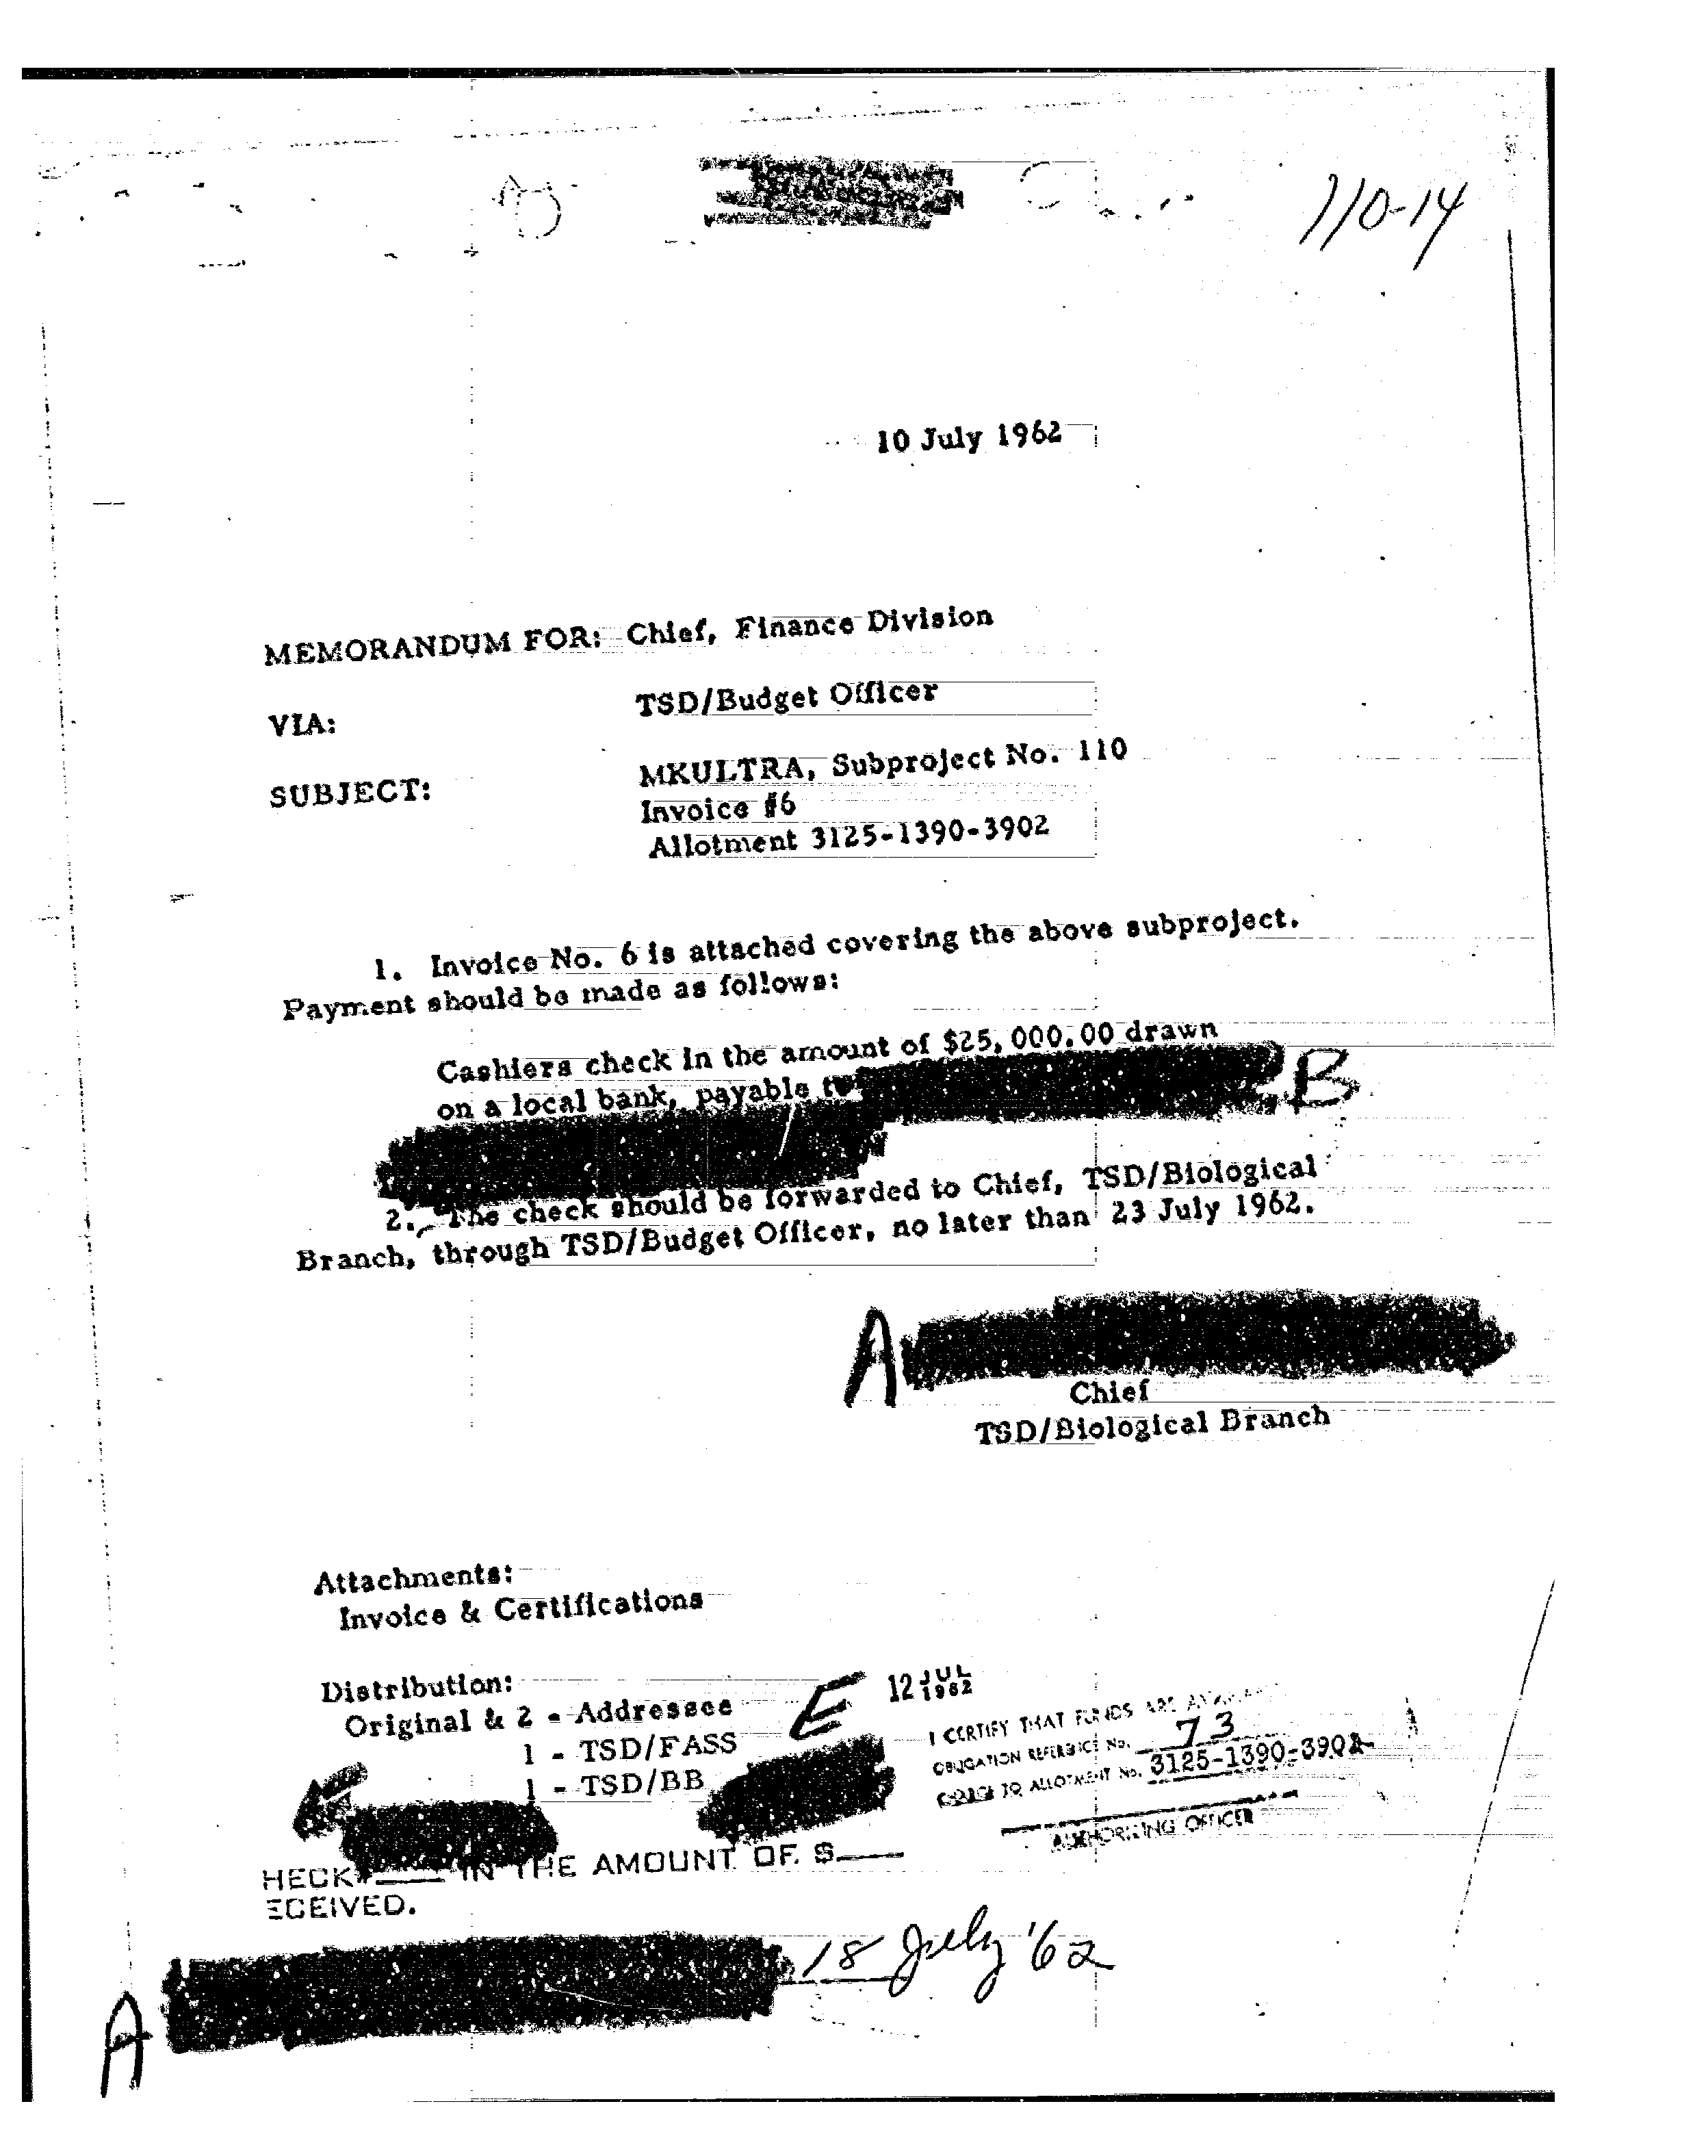 110-14
10 July 1962
MEMORANDUM FOR: Chief, Finance Division
VIA: TSD/Budget Officer
SUBJECT: MKULTRA, Subproject No. 110
Invoice #6
Allotment 3125-1390-3902
1. Invoice No. 6 is attached covering the above subproject.
Payment should be made as follows:
Cashiers check in the amount of $25,000.00 drawn
on a local bank, payable to
B
2. The check should be forwarded to Chief, TSD/Biological
Branch, through TSD/Budget Officer, no later than 23 July 1962.
A
Chief
TSD/Biological Branch
Attachments:
Invoice & Certifications
Distribution:
Original & 2 - Addressee
1 - TSD/FASS
1 - TSD/BB
E
12 JUL 1962
I CERTIFY THAT FUNDS ARE
OBLIGATION REFERENCE No. 73
CHARGE TO ALLOTMENT No. 3125-1390-3902
AUTHORIZING OFFICER
HECK# IN THE AMOUNT OF $
ECEIVED.
18 July '62
A